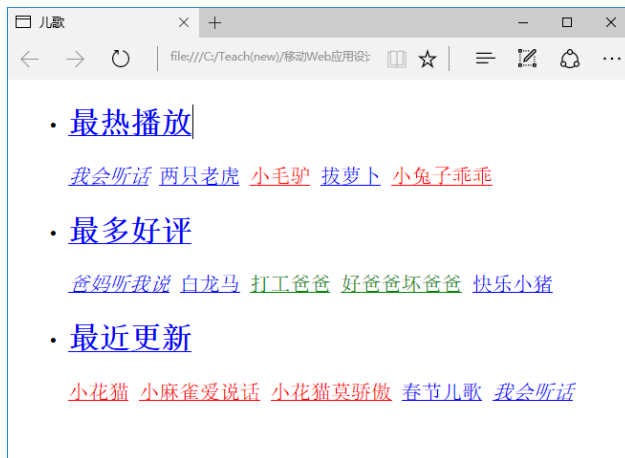 儿歌
file:///C:/Teach(new)/移动Web应用设计
最热播放
我会听话 两只老虎 小毛驴 拔萝卜 小兔子乖乖
最多好评
爸妈听我说 白龙马 打工爸爸 好爸爸坏爸爸 快乐小猪
最近更新
小花猫 小麻雀爱说话 小花猫莫骄傲 春节儿歌 我会听话